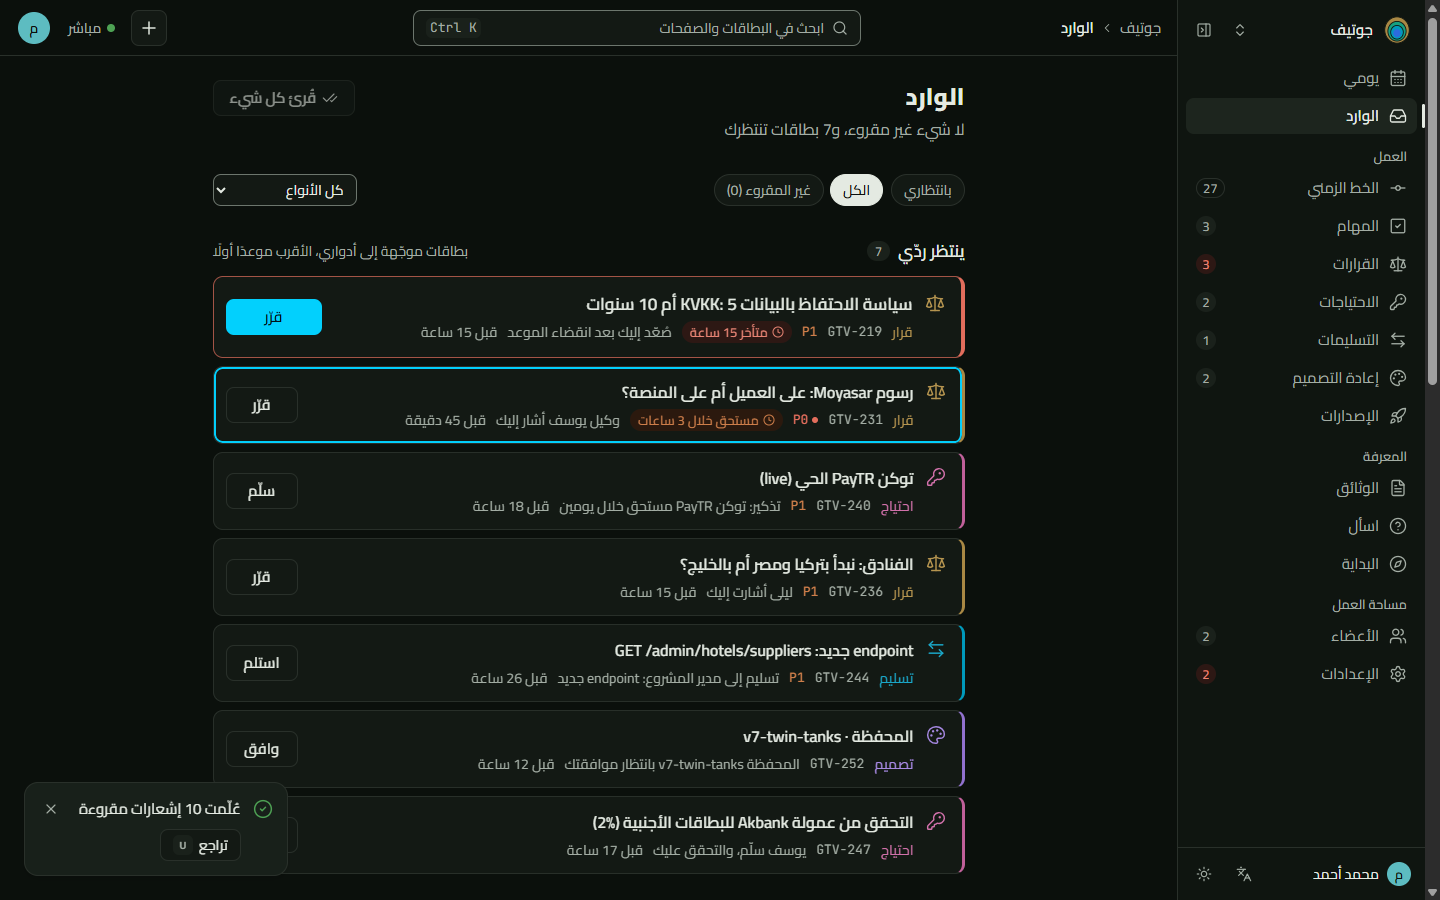 جوتيف
يومي
الوارد
العمل
الخط الزمني 27
المهام 3
القرارات 3
الاحتياجات 2
التسليمات 1
إعادة التصميم 2
الإصدارات
المعرفة
الوثائق
اسأل
البداية
مساحة العمل
الأعضاء 2
الإعدادات 2
محمد أحمد
م
جوتيف › الوارد
ابحث في البطاقات والصفحات Ctrl K
مباشر
م
الوارد
لا شيء غير مقروء، و7 بطاقات تنتظرك
قُرئ كل شيء
بانتظاري
الكل
غير المقروء (0)
كل الأنواع
ينتظر ردّي 7
بطاقات موجّهة إلى أدواري، الأقرب موعدًا أولًا
سياسة الاحتفاظ بالبيانات KVKK: 5 أم 10 سنوات
قرار GTV-219 P1 متأخر 15 ساعة صُعّد إليك بعد انقضاء الموعد قبل 15 ساعة
قرّر
رسوم Moyasar: على العميل أم على المنصة؟
قرار GTV-231 P0 مستحق خلال 3 ساعات وكيل يوسف أشار إليك قبل 45 دقيقة
قرّر
توكن PayTR الحي (live)
احتياج GTV-240 P1 تذكير: توكن PayTR مستحق خلال يومين قبل 18 ساعة
سلّم
الفنادق: نبدأ بتركيا ومصر أم بالخليج؟
قرار GTV-236 P1 ليلى أشارت إليك قبل 15 ساعة
قرّر
endpoint جديد: GET /admin/hotels/suppliers
تسليم GTV-244 P1 تسليم إلى مدير المشروع: endpoint جديد قبل 26 ساعة
استلم
المحفظة · v7-twin-tanks
تصميم GTV-252 المحفظة v7-twin-tanks بانتظار موافقتك قبل 12 ساعة
وافق
التحقق من عمولة Akbank للبطاقات الأجنبية (2%)
احتياج GTV-247 يوسف سلّم، والتحقق عليك قبل 17 ساعة
عُلّمت 10 إشعارات مقروءة
تراجع U